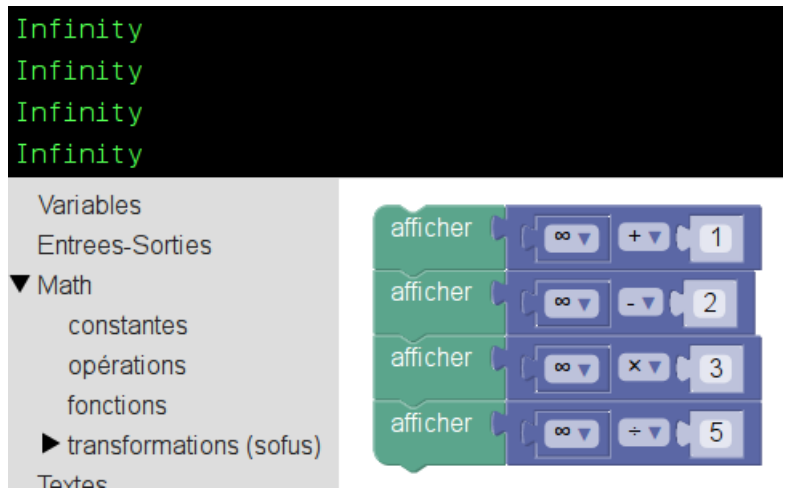 Infinity
Infinity
Infinity
Infinity
Variables
Entrees-Sorties
▼ Math
constantes
opérations
fonctions
▶ transformations (sofus)
Textes
afficher ∞ ▼ + ▼ 1
afficher ∞ ▼ - ▼ 2
afficher ∞ ▼ × ▼ 3
afficher ∞ ▼ ÷ ▼ 5